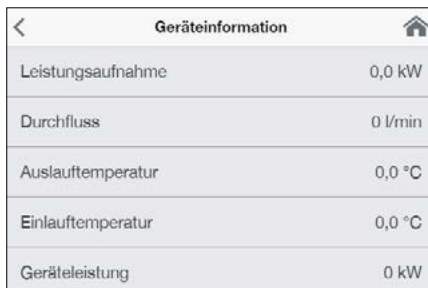 Geräteinformation
Leistungsaufnahme 0,0 kW
Durchfluss 0 l/min
Auslauftemperatur 0,0 °C
Einlauftemperatur 0,0 °C
Geräteleistung 0 kW